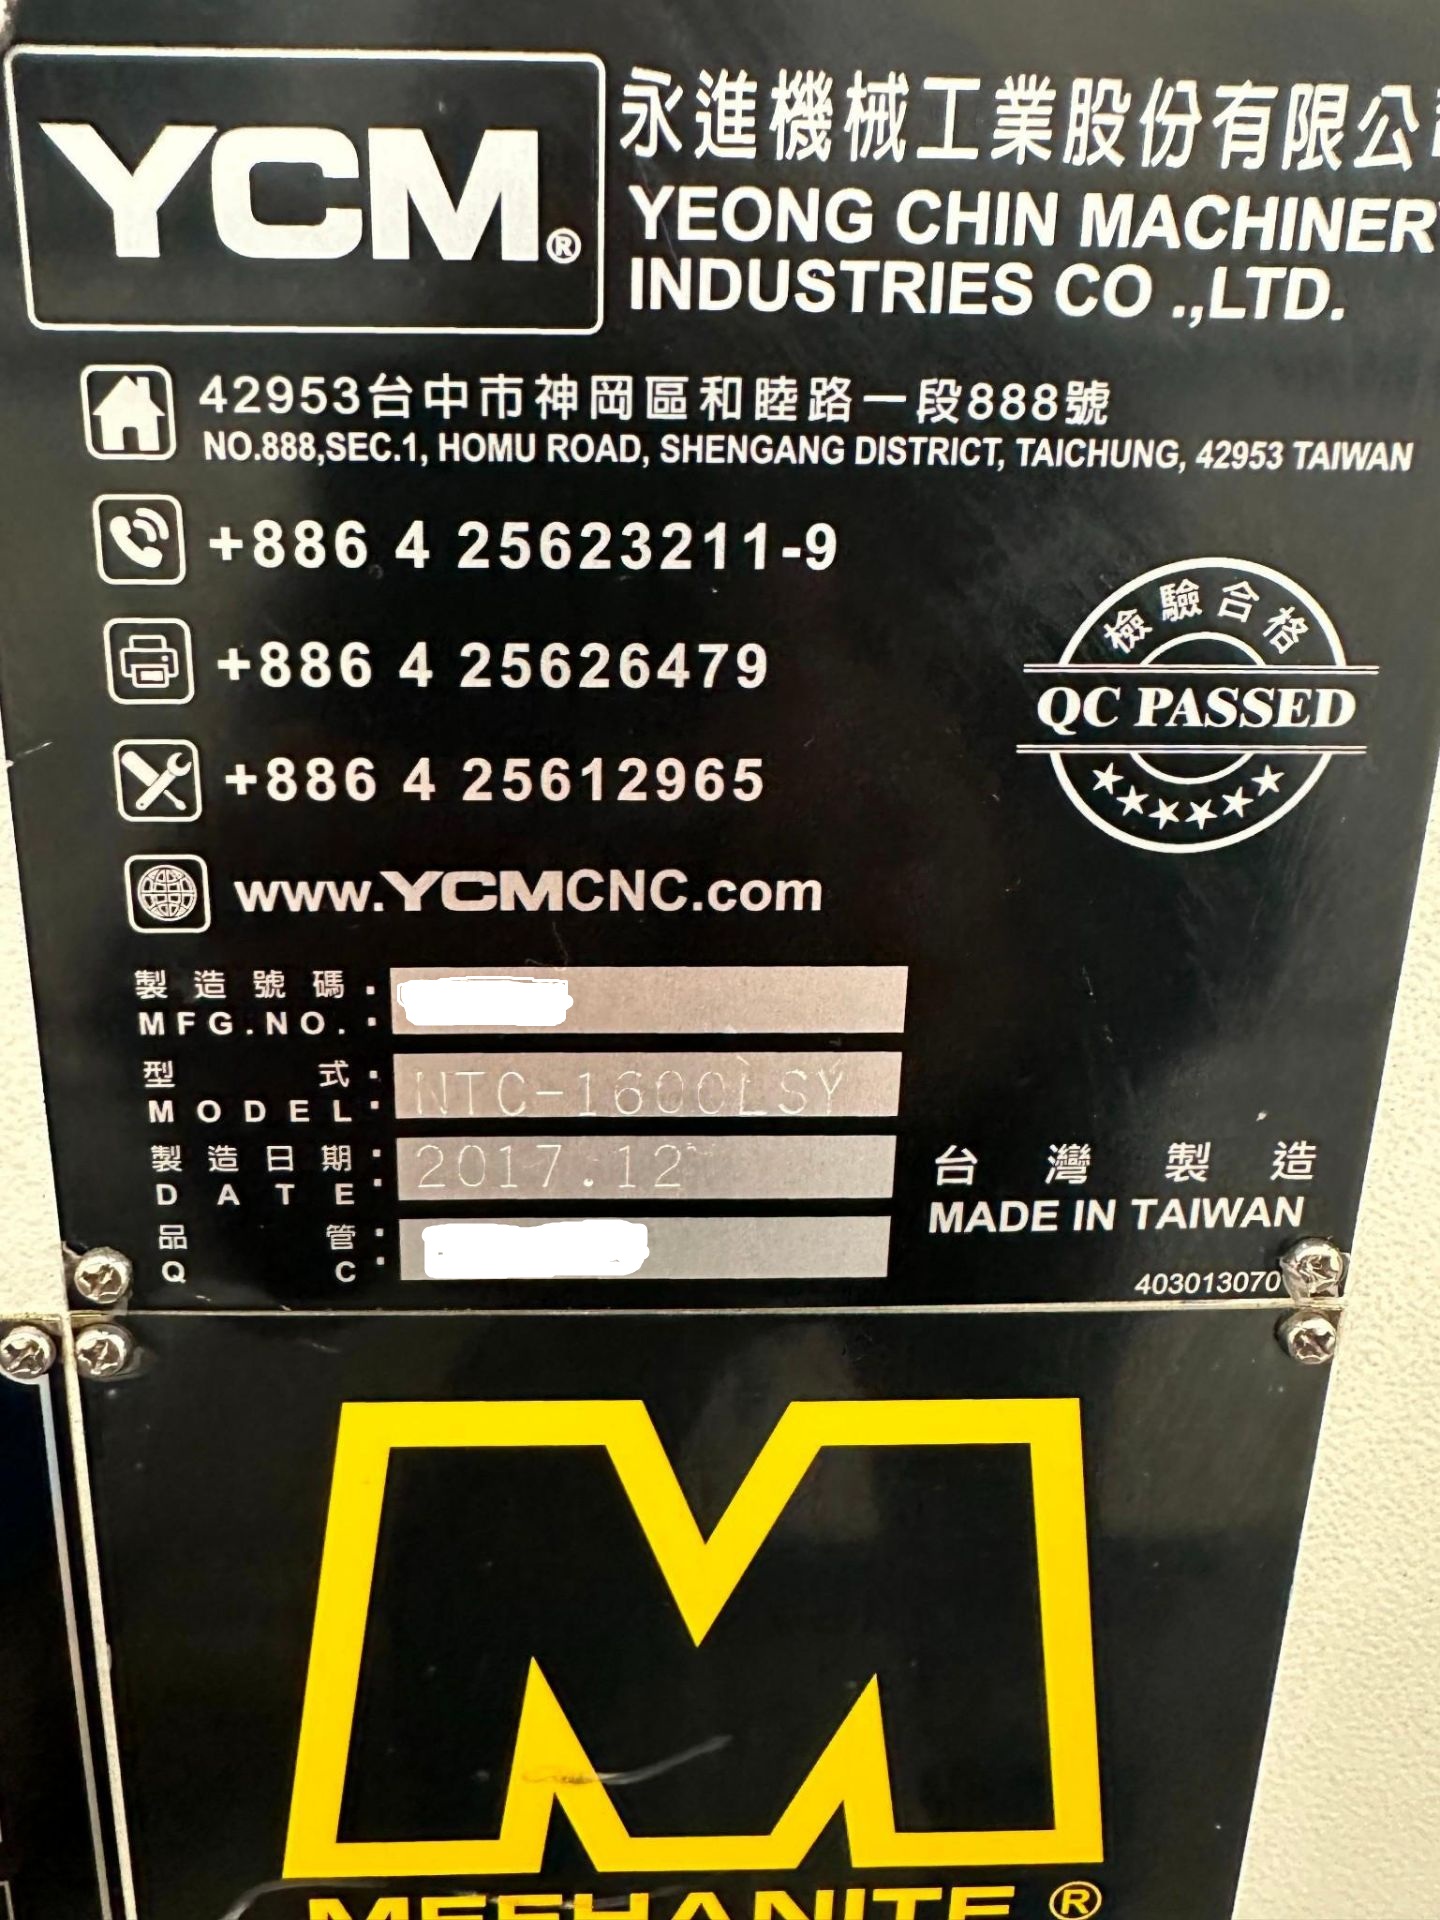 YCM®
永進機械工業股份有限公司
YEONG CHIN MACHINERY
INDUSTRIES CO.,LTD.
42953台中市神岡區和睦路一段888號
NO.888,SEC.1, HOMU ROAD, SHENGANG DISTRICT, TAICHUNG, 42953 TAIWAN
+886 4 25623211-9
+886 4 25626479
+886 4 25612965
www.YCMCNC.com
檢驗合格
QC PASSED
製造號碼:
MFG.NO.:
型式: NTC-1600LSY
MODEL:
製造日期: 2017.12
DATE:
品管:
QC:
台灣製造
MADE IN TAIWAN
403013070
M
MEEHANITE®